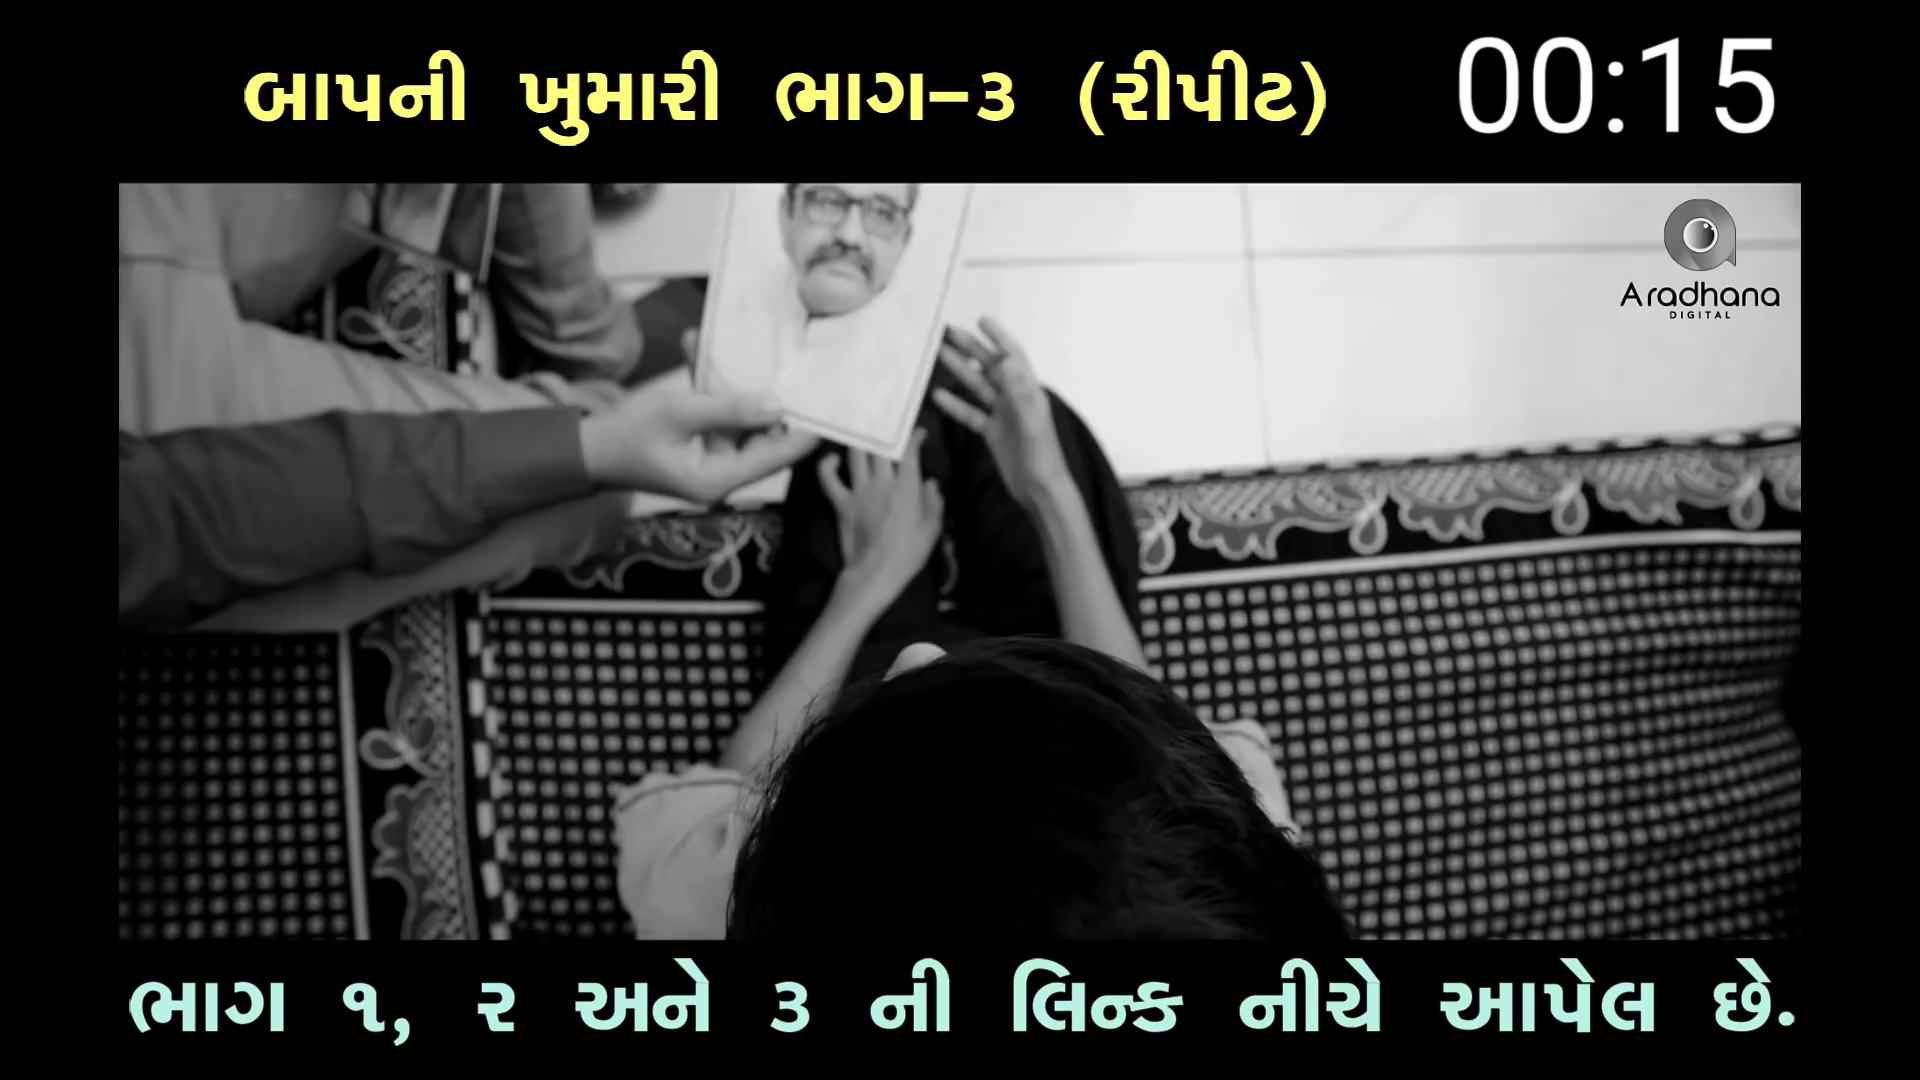 બાપની ખુમારી ભાગ-૩ (રીપીટ)
00:15
Aradhana
DIGITAL
ભાગ ૧, ૨ અને ૩ ની લિન્ક નીચે આપેલ છે.